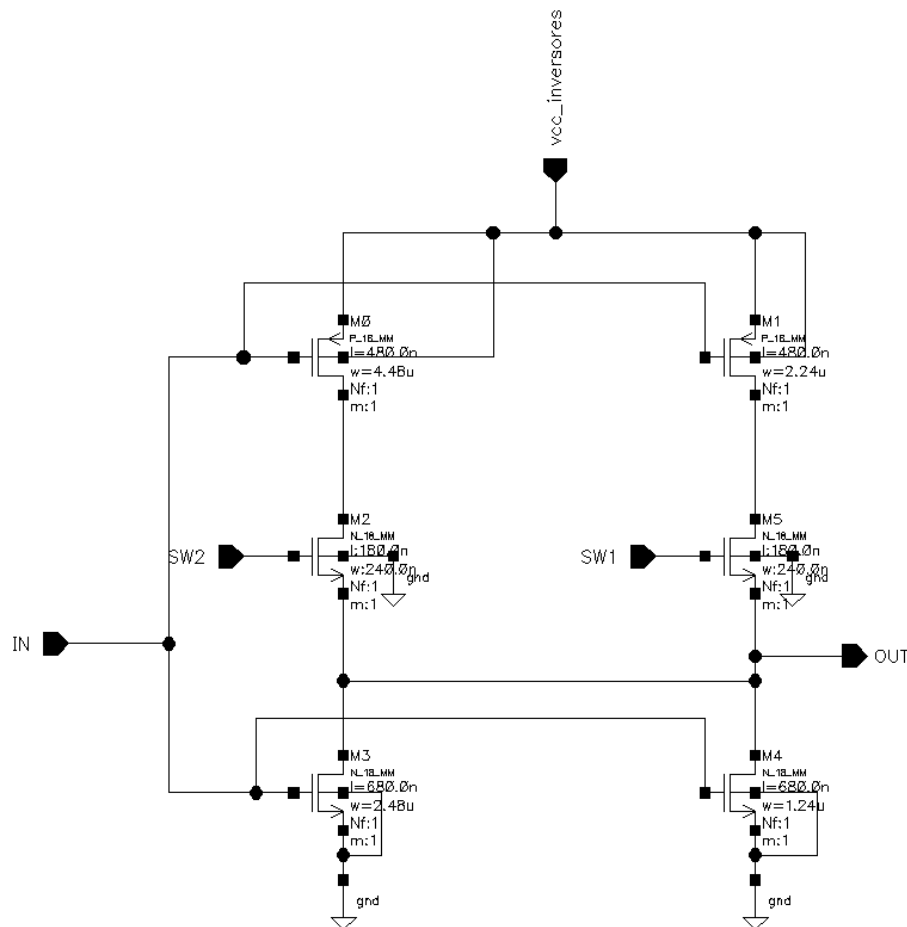 vcc_inversores
M0
P_18_MM
l=480.0n
w=4.48u
Nf:1
m:1
M1
P_18_MM
l=480.0n
w=2.24u
Nf:1
m:1
SW2
M2
N_18_MM
l:180.0n
w:240.0n
Nf:1
m:1
gnd
SW1
M5
N_18_MM
l:180.0n
w:240.0n
Nf:1
m:1
gnd
IN
OUT
M3
N_18_MM
l=680.0n
w=2.48u
Nf:1
m:1
gnd
M4
N_18_MM
l=680.0n
w=1.24u
Nf:1
m:1
gnd